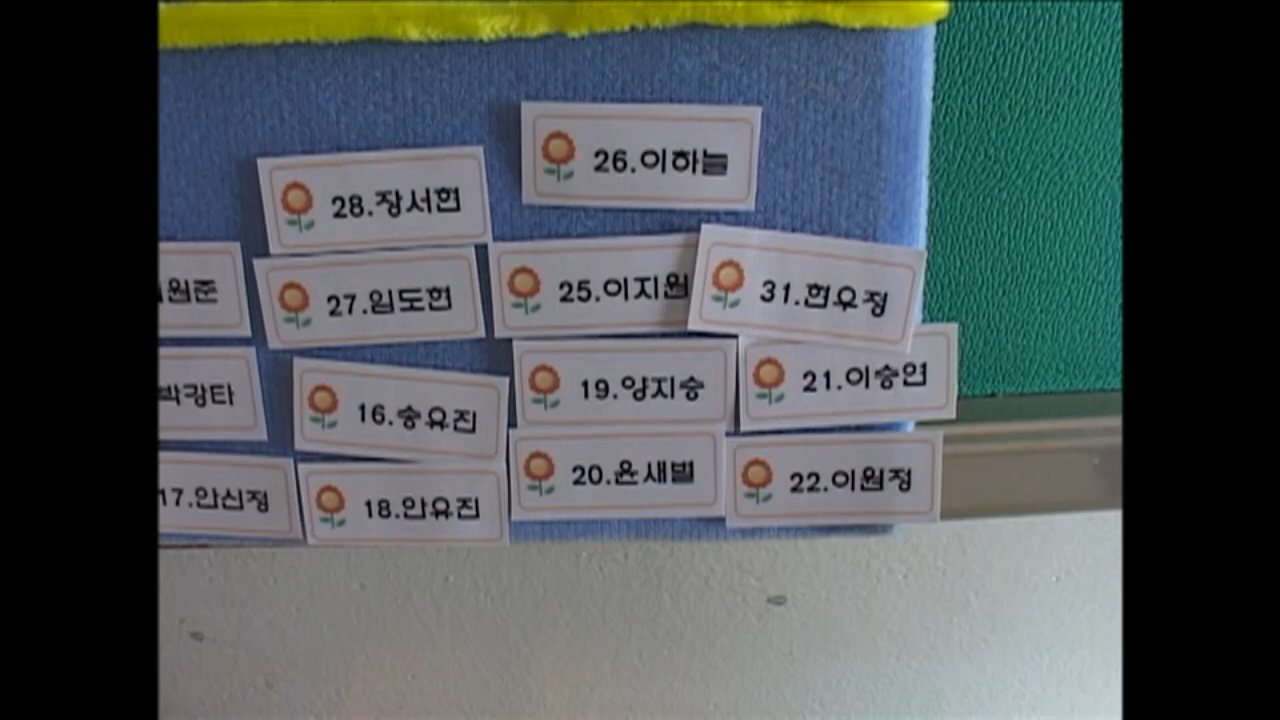 26.이하늘
28.장서현
원준
27.임도현
25.이지원
31.현우정
박강타
16.송유진
19.양지승
21.이승연
17.안신정
18.안유진
20.윤새별
22.이원정